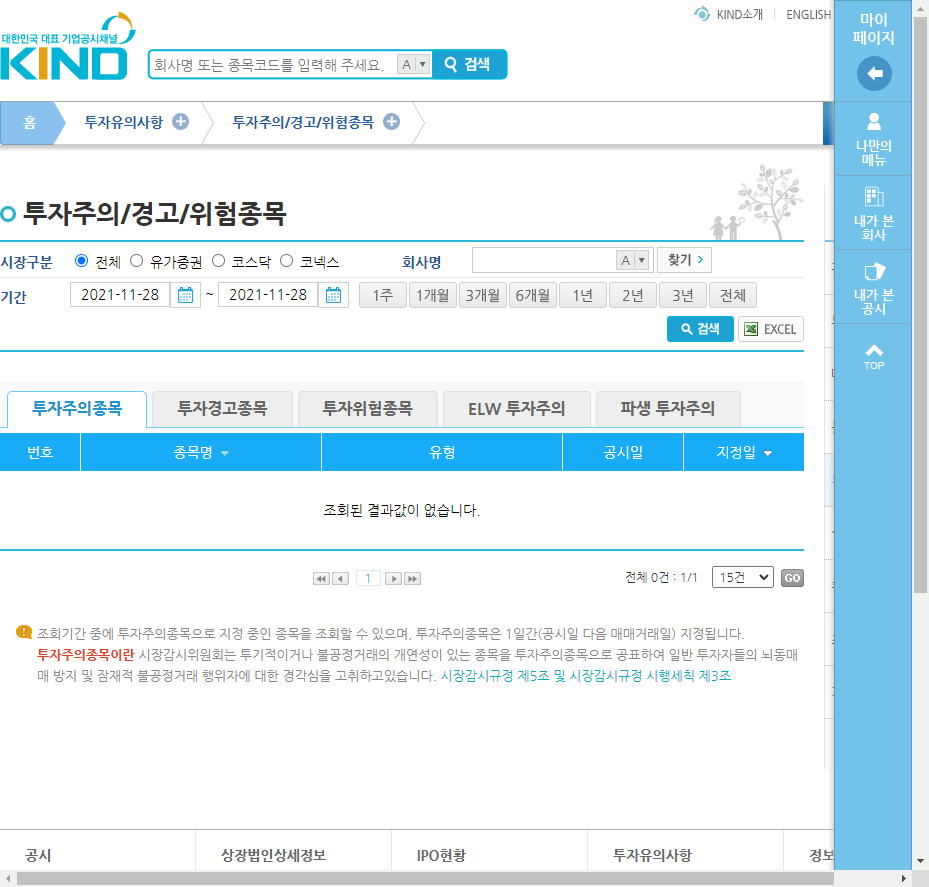 KIND소개 ENGLISH
대한민국 대표 기업공시채널
KIND
회사명 또는 종목코드를 입력해 주세요. A 검색
마이
페이지
홈 투자유의사항 투자주의/경고/위험종목
나만의
메뉴
투자주의/경고/위험종목
내가 본
회사
시장구분 전체 유가증권 코스닥 코넥스 회사명 A 찾기
기간 2021-11-28 ~ 2021-11-28 1주 1개월 3개월 6개월 1년 2년 3년 전체
내가 본
공시
검색 EXCEL
TOP
투자주의종목 투자경고종목 투자위험종목 ELW 투자주의 파생 투자주의
번호 종목명 유형 공시일 지정일
조회된 결과값이 없습니다.
1 전체 0건 : 1/1 15건 GO
조회기간 중에 투자주의종목으로 지정 중인 종목을 조회할 수 있으며, 투자주의종목은 1일간(공시일 다음 매매거래일) 지정됩니다.
투자주의종목이란 시장감시위원회는 투기적이거나 불공정거래의 개연성이 있는 종목을 투자주의종목으로 공표하여 일반 투자자들의 뇌동매
매 방지 및 잠재적 불공정거래 행위자에 대한 경각심을 고취하고있습니다. 시장감시규정 제5조 및 시장감시규정 시행세칙 제3조
공시 상장법인상세정보 IPO현황 투자유의사항 정보